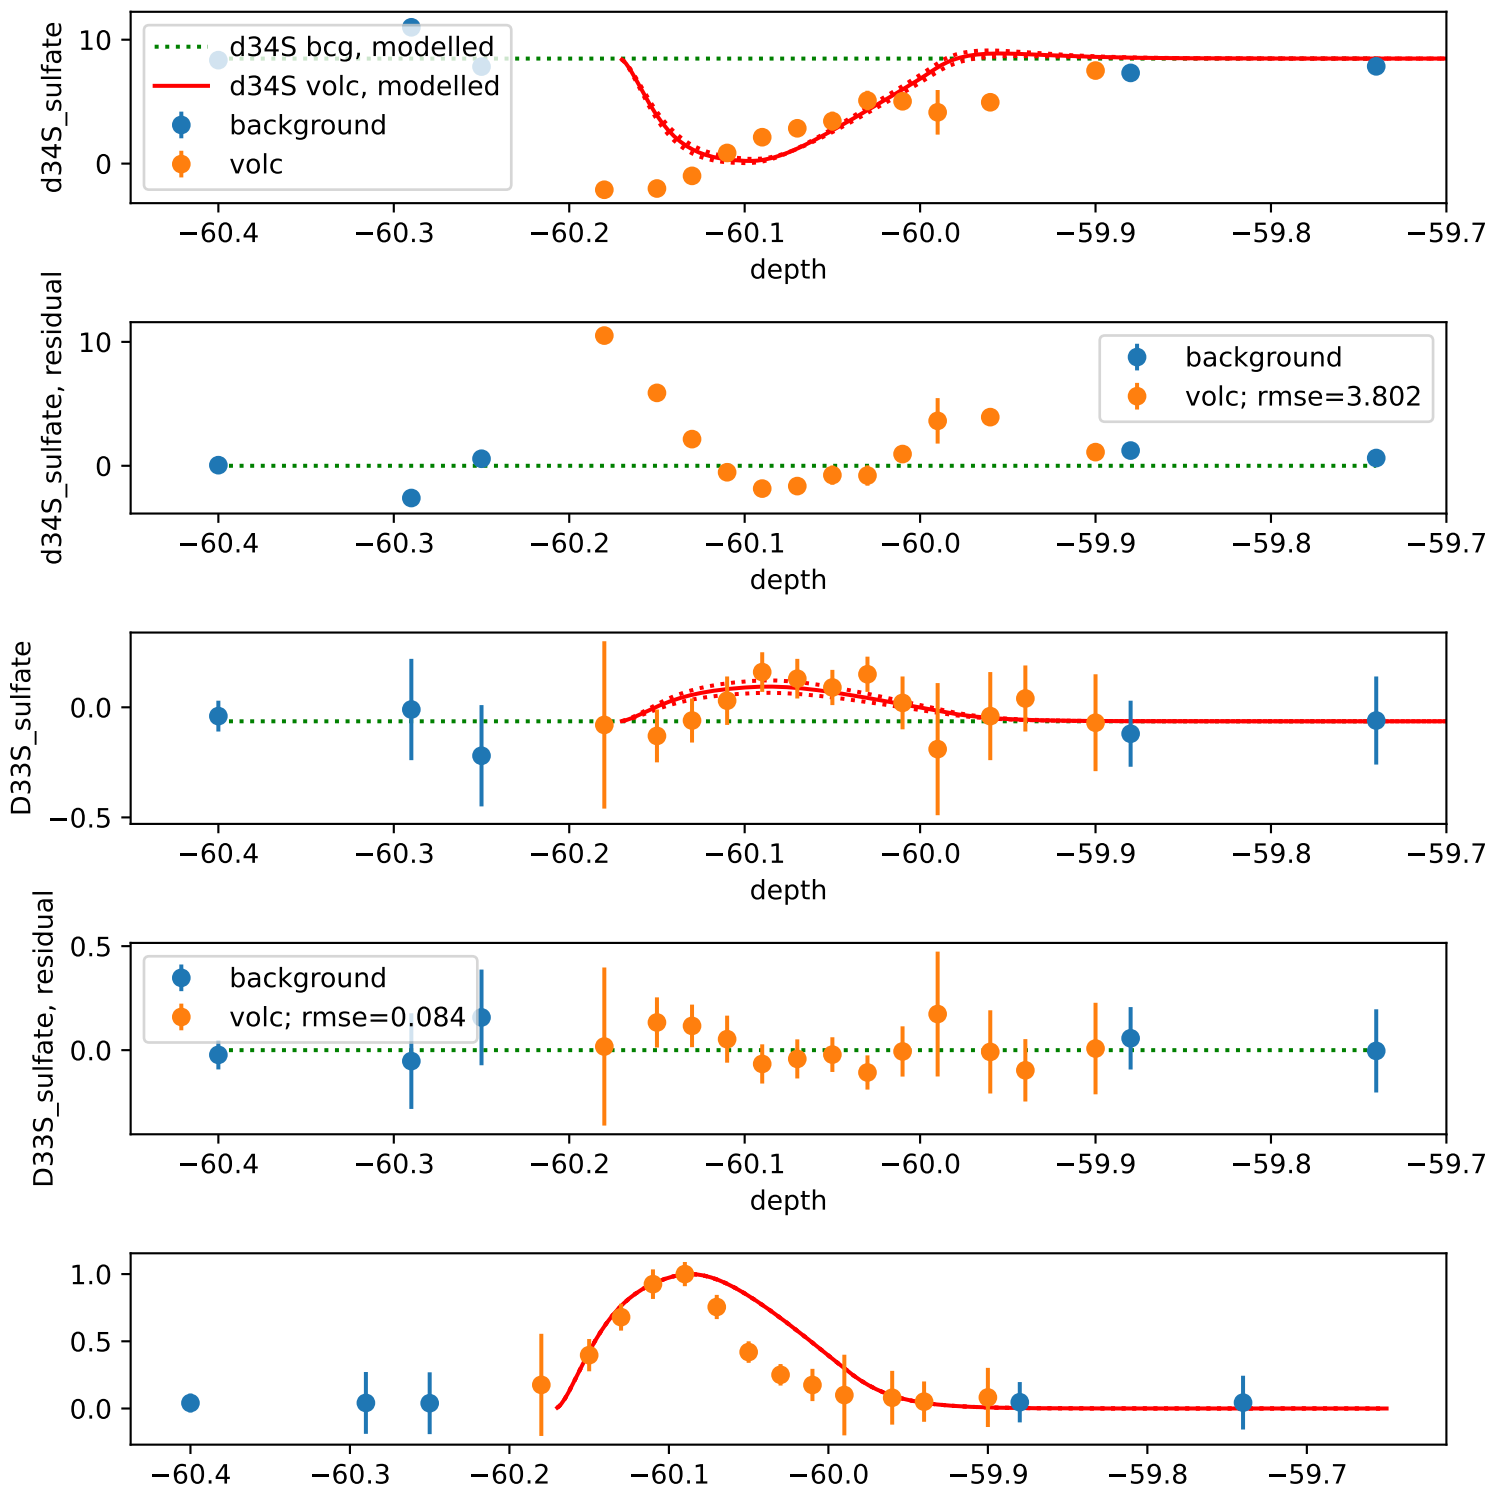 d34S_sulfate
10
0
d34S bcg, modelled
d34S volc, modelled
background
volc
−60.4 −60.3 −60.2 −60.1 −60.0 −59.9 −59.8 −59.7
depth
d34S_sulfate, residual
10
0
background
volc; rmse=3.802
−60.4 −60.3 −60.2 −60.1 −60.0 −59.9 −59.8 −59.7
depth
D33S_sulfate
0.0
−0.5
−60.4 −60.3 −60.2 −60.1 −60.0 −59.9 −59.8 −59.7
depth
D33S_sulfate, residual
0.5
0.0
background
volc; rmse=0.084
−60.4 −60.3 −60.2 −60.1 −60.0 −59.9 −59.8 −59.7
depth
1.0
0.5
0.0
−60.4 −60.3 −60.2 −60.1 −60.0 −59.9 −59.8 −59.7